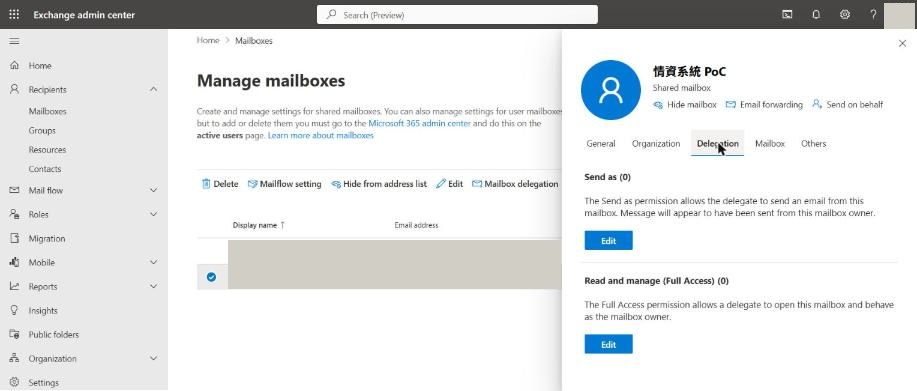 Exchange admin center
Search (Preview)
?
Home
Recipients
Mailboxes
Groups
Resources
Contacts
Mail flow
Roles
Migration
Mobile
Reports
Insights
Public folders
Organization
Settings
Home > Mailboxes
Manage mailboxes
Create and manage settings for shared mailboxes. You can also manage settings for user mailboxes
but to add or delete them you must go to the Microsoft 365 admin center and do this on the
active users page. Learn more about mailboxes
Delete Mailflow setting Hide from address list Edit Mailbox delegation
Display name ↑ Email address
情資系統 PoC
Shared mailbox
Hide mailbox Email forwarding Send on behalf
General Organization Delegation Mailbox Others
Send as (0)
The Send as permission allows the delegate to send an email from this
mailbox. Message will appear to have been sent from this mailbox owner.
Edit
Read and manage (Full Access) (0)
The Full Access permission allows a delegate to open this mailbox and behave
as the mailbox owner.
Edit